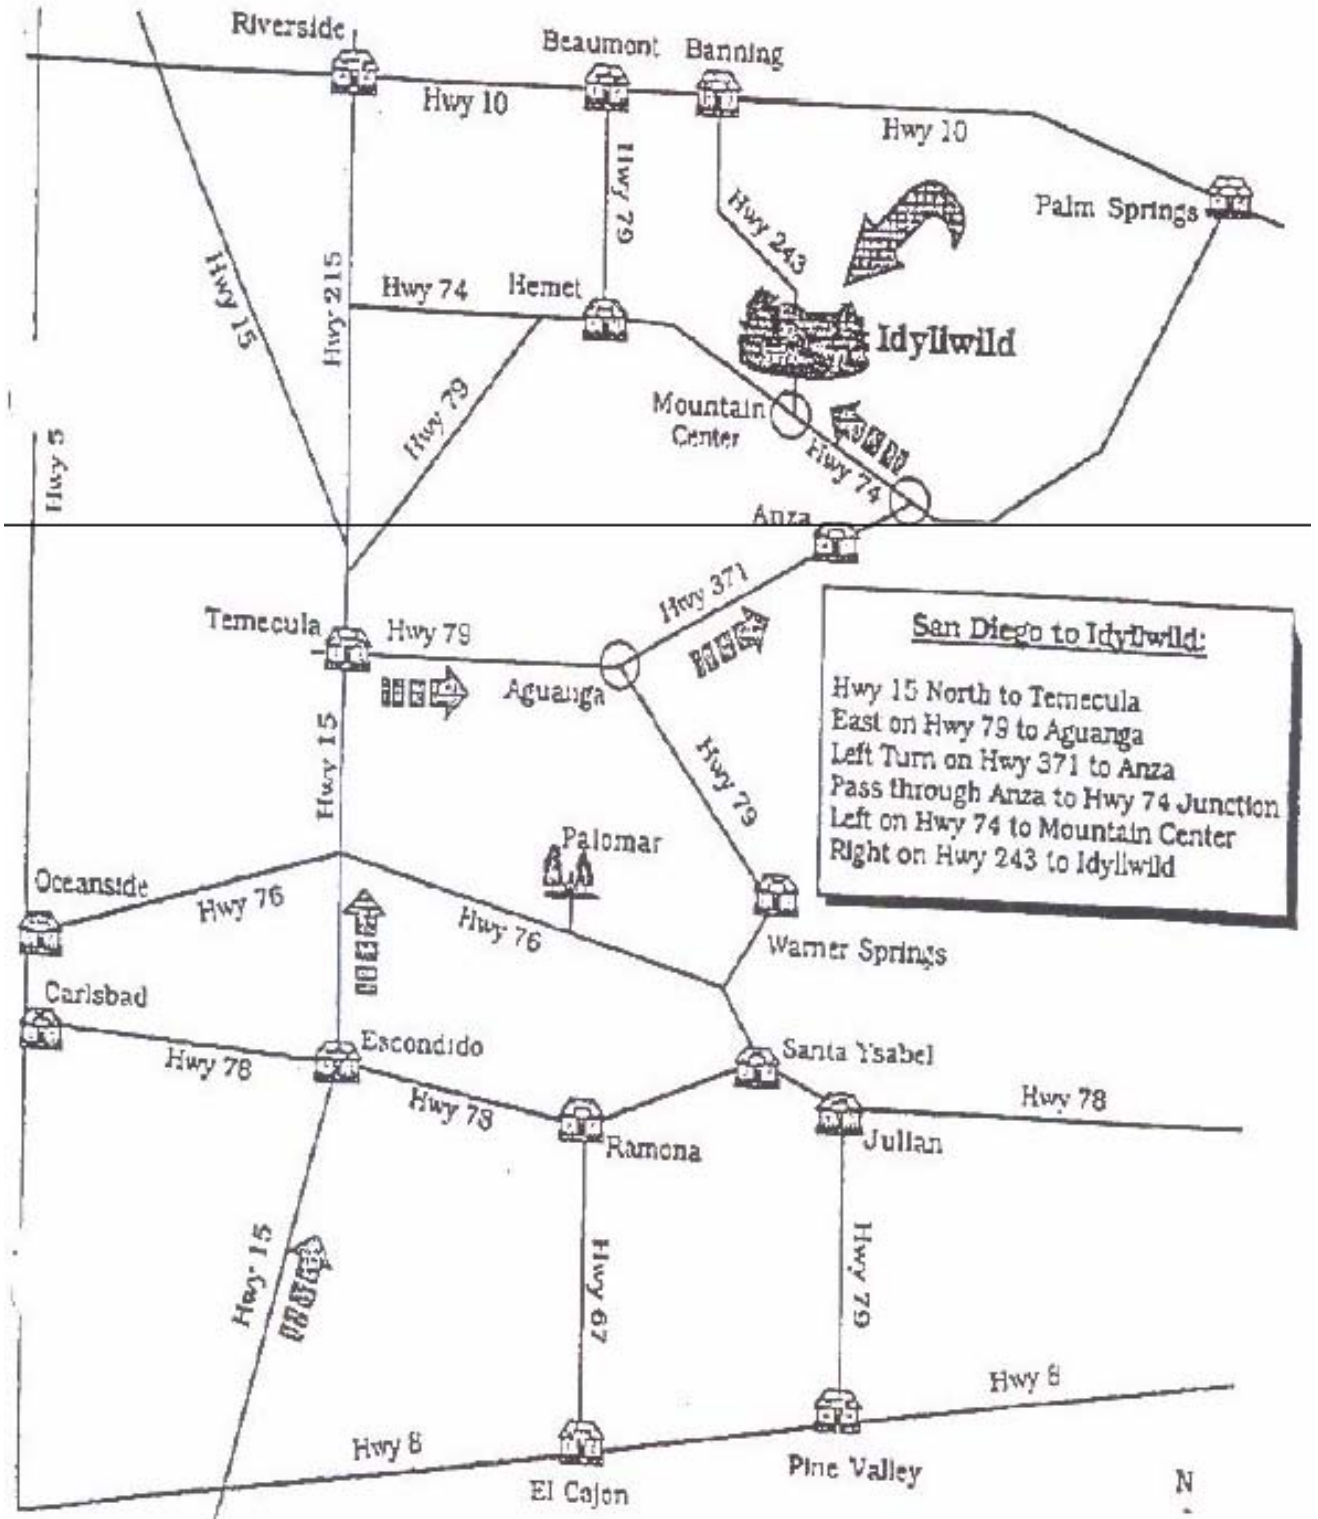 Riverside
Beaumont
Banning
Hwy 10
Hwy 10
Hwy 79
Hwy 243
Palm Springs
Hwy 15
Hwy 215
Hwy 74
Hemet
Idyllwild
Hwy 79
Mountain
Center
Hwy 5
Hwy 74
Anza
Hwy 371
Temecula
Hwy 79
Aguanga
San Diego to Idyllwild:
Hwy 15 North to Temecula
East on Hwy 79 to Aguanga
Left Turn on Hwy 371 to Anza
Pass through Anza to Hwy 74 Junction
Left on Hwy 74 to Mountain Center
Right on Hwy 243 to Idyllwild
Hwy 15
Hwy 79
Palomar
Oceanside
Hwy 76
Hwy 76
Warner Springs
Carlsbad
Escondido
Santa Ysabel
Hwy 78
Hwy 78
Hwy 78
Ramona
Julian
Hwy 15
Hwy 67
Hwy 79
Hwy 8
Hwy 8
El Cajon
Pine Valley
N